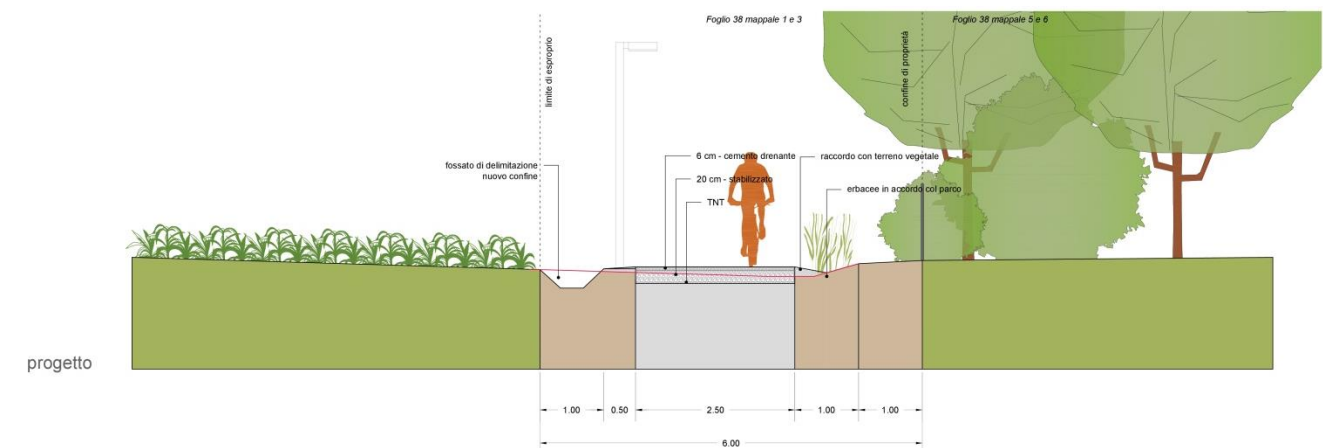 Foglio 38 mappale 1 e 3
Foglio 38 mappale 5 e 6
limite di esproprio
confine di proprietà
fossato di delimitazione
nuovo confine
6 cm - cemento drenante
20 cm - stabilizzato
TNT
raccordo con terreno vegetale
erbacee in accordo col parco
progetto
1.00
0.50
2.50
1.00
1.00
6.00